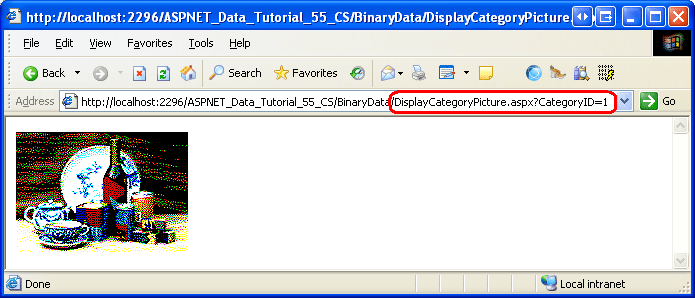 http://localhost:2296/ASPNET_Data_Tutorial_55_CS/BinaryData/DisplayCategoryPicture.
File Edit View Favorites Tools Help
Back Search Favorites
Address http://localhost:2296/ASPNET_Data_Tutorial_55_CS/BinaryData/DisplayCategoryPicture.aspx?CategoryID=1 Go
Done Local intranet